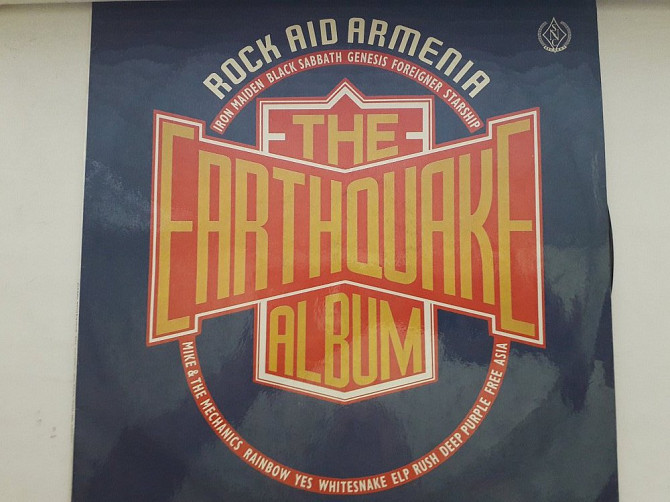 ROCK AID ARMENIA
IRON MAIDEN BLACK SABBATH GENESIS FOREIGNER STARSHIP
THE
EARTHQUAKE
ALBUM
MIKE & THE MECHANICS RAINBOW YES WHITESNAKE ELP RUSH DEEP PURPLE FREE ASIA
SNC